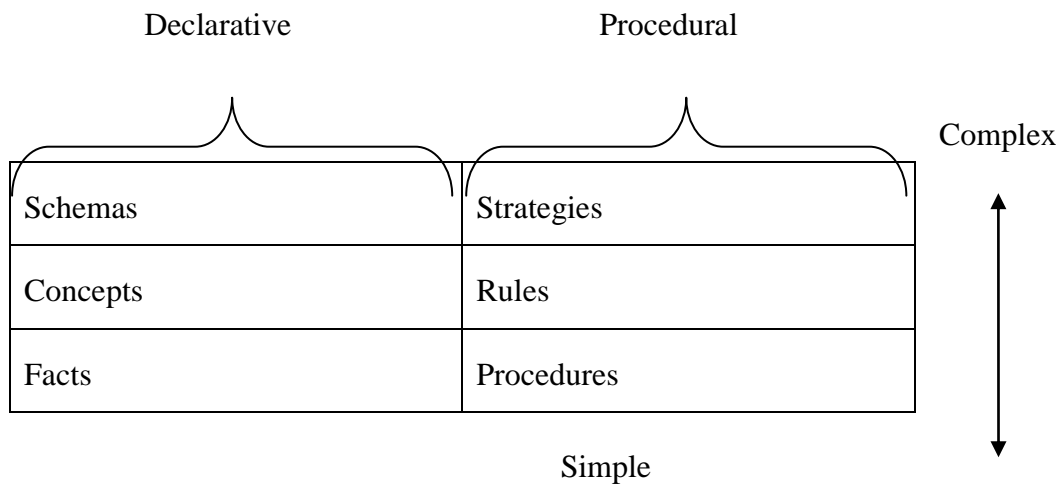 Declarative Procedural
Complex
Schemas Strategies
Concepts Rules
Facts Procedures
Simple